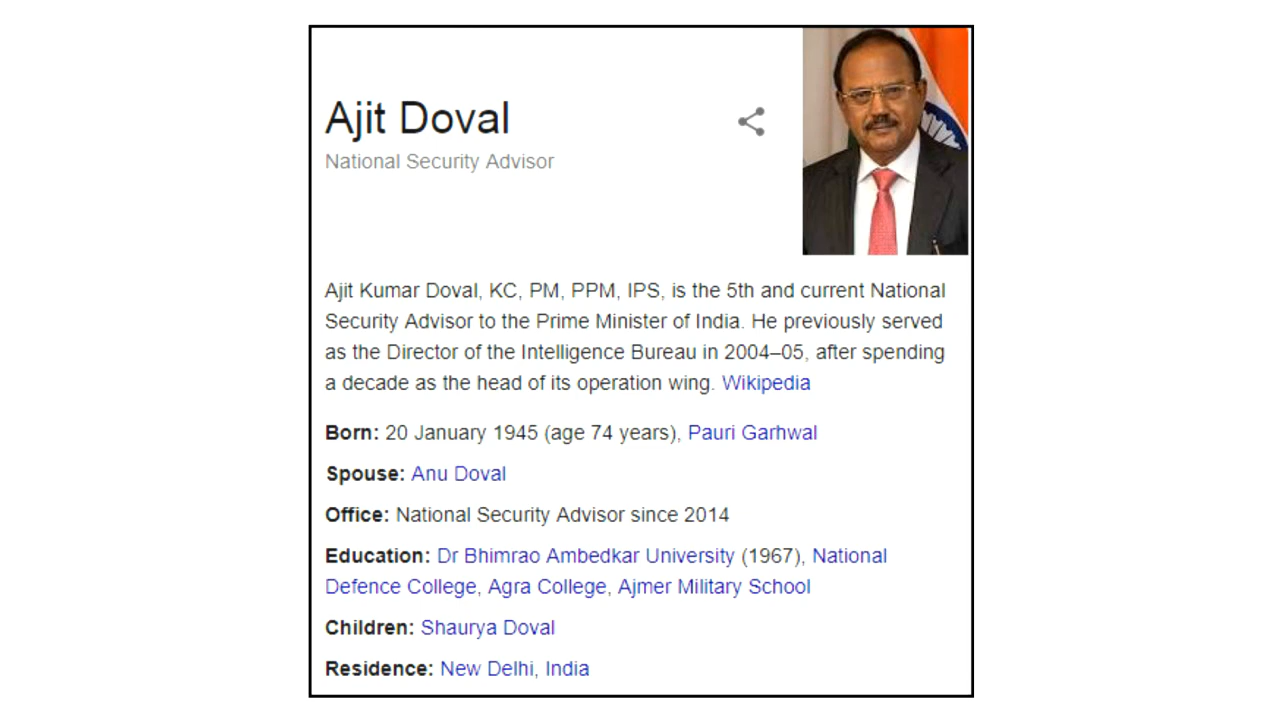 Ajit Doval
National Security Advisor
Ajit Kumar Doval, KC, PM, PPM, IPS, is the 5th and current National
Security Advisor to the Prime Minister of India. He previously served
as the Director of the Intelligence Bureau in 2004–05, after spending
a decade as the head of its operation wing. Wikipedia
Born: 20 January 1945 (age 74 years), Pauri Garhwal
Spouse: Anu Doval
Office: National Security Advisor since 2014
Education: Dr Bhimrao Ambedkar University (1967), National
Defence College, Agra College, Ajmer Military School
Children: Shaurya Doval
Residence: New Delhi, India